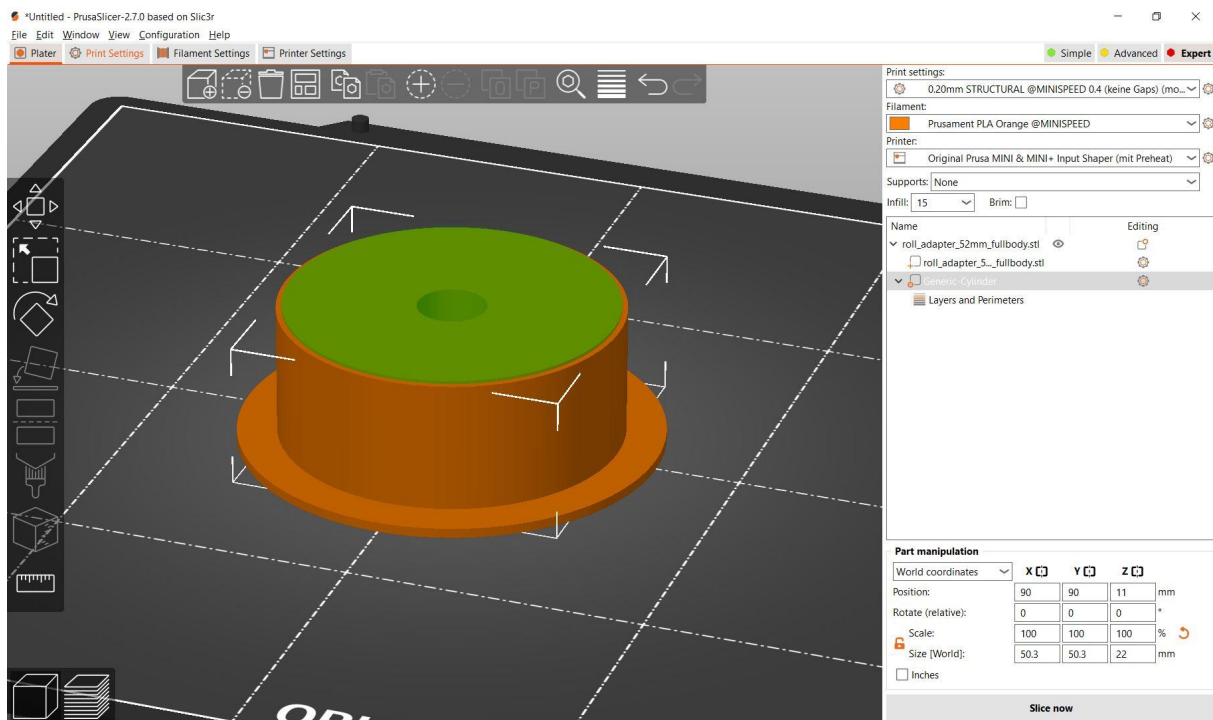 *Untitled - PrusaSlicer-2.7.0 based on Slic3r
File Edit Window View Configuration Help
Plater Print Settings Filament Settings Printer Settings Simple Advanced Expert
Print settings:
0.20mm STRUCTURAL @MINISPEED 0.4 (keine Gaps) (mo...
Filament:
Prusament PLA Orange @MINISPEED
Printer:
Original Prusa MINI & MINI+ Input Shaper (mit Preheat)
Supports: None
Infill: 15 Brim:
Name Editing
roll_adapter_52mm_fullbody.stl
roll_adapter_5..._fullbody.stl
Generic-Cylinder
Layers and Perimeters
Part manipulation
World coordinates X Y Z
Position: 90 90 11 mm
Rotate (relative): 0 0 0 °
Scale: 100 100 100 %
Size [World]: 50.3 50.3 22 mm
Inches
Slice now